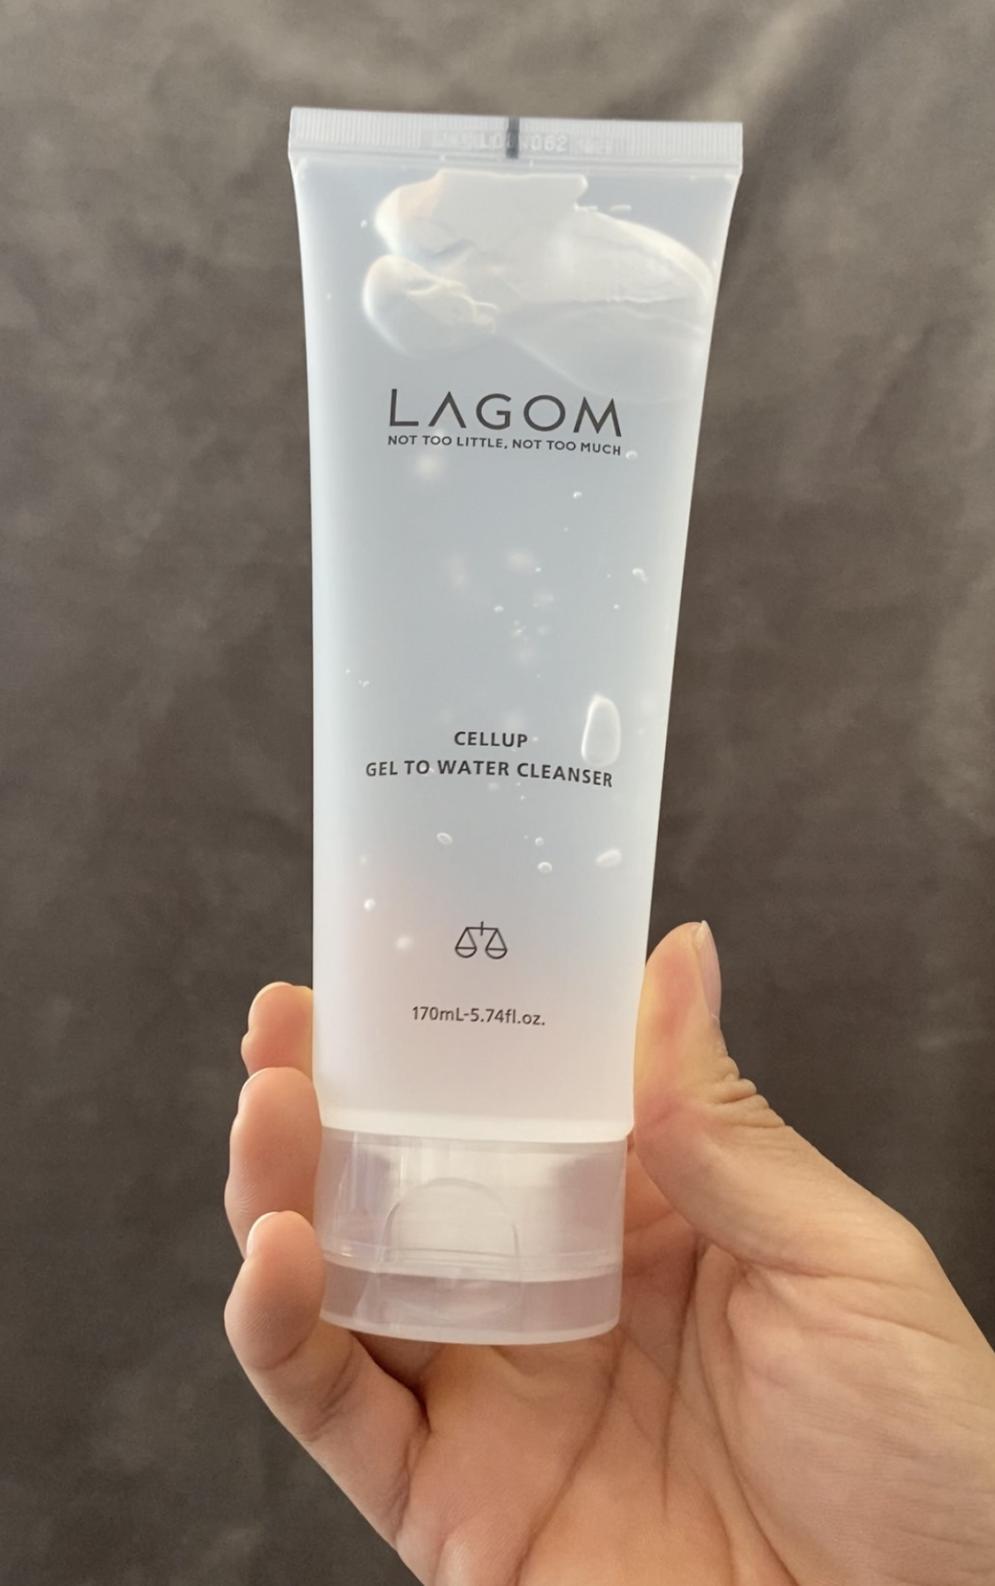 LAGOM
NOT TOO LITTLE, NOT TOO MUCH
CELLUP
GEL TO WATER CLEANSER
170mL-5.74fl.oz.